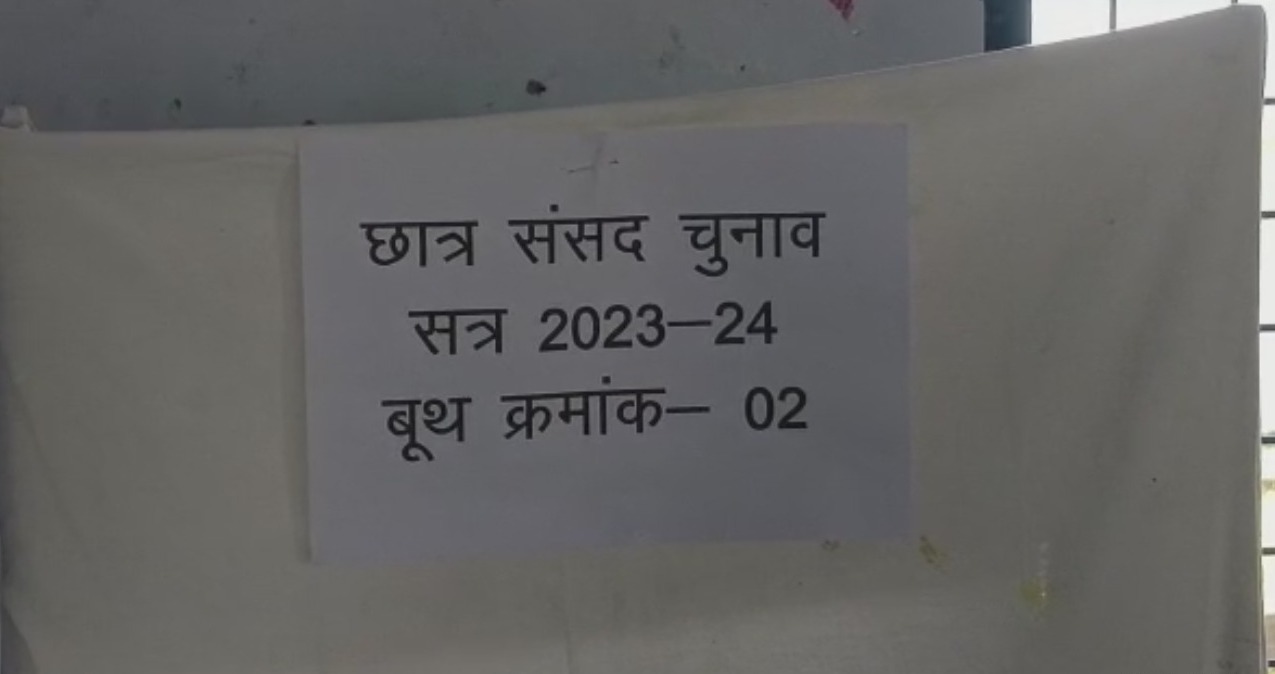 छात्र संसद चुनाव
सत्र 2023–24
बूथ क्रमांक– 02